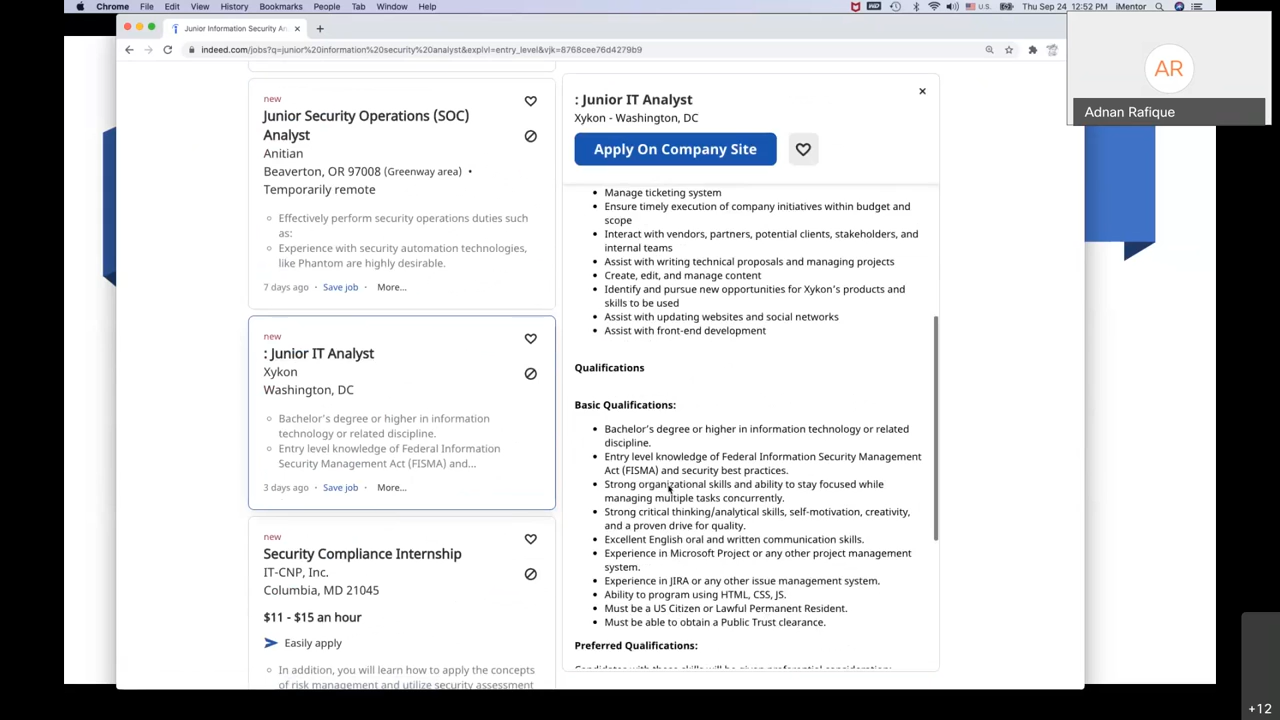 Chrome File Edit View History Bookmarks People Tab Window Help
U.S.
Thu Sep 24 12:52 PM iMentor
Junior Information Security An
indeed.com/jobs?q=junior%20information%20security%20analyst&explvl=entry_level&vjk=8768cee76d4279b9
AR
Adnan Rafique
new
Junior Security Operations (SOC)
Analyst
Anitian
Beaverton, OR 97008 (Greenway area) •
Temporarily remote
Effectively perform security operations duties such
as:
Experience with security automation technologies,
like Phantom are highly desirable.
7 days ago · Save job · More...
new
: Junior IT Analyst
Xykon
Washington, DC
Bachelor's degree or higher in information
technology or related discipline.
Entry level knowledge of Federal Information
Security Management Act (FISMA) and...
3 days ago · Save job · More...
new
Security Compliance Internship
IT-CNP, Inc.
Columbia, MD 21045
$11 - $15 an hour
Easily apply
In addition, you will learn how to apply the concepts
of risk management and utilize security assessment
: Junior IT Analyst
Xykon - Washington, DC
Apply On Company Site
• Manage ticketing system
• Ensure timely execution of company initiatives within budget and
scope
• Interact with vendors, partners, potential clients, stakeholders, and
internal teams
• Assist with writing technical proposals and managing projects
• Create, edit, and manage content
• Identify and pursue new opportunities for Xykon's products and
skills to be used
• Assist with updating websites and social networks
• Assist with front-end development
Qualifications
Basic Qualifications:
• Bachelor's degree or higher in information technology or related
discipline.
• Entry level knowledge of Federal Information Security Management
Act (FISMA) and security best practices.
• Strong organizational skills and ability to stay focused while
managing multiple tasks concurrently.
• Strong critical thinking/analytical skills, self-motivation, creativity,
and a proven drive for quality.
• Excellent English oral and written communication skills.
• Experience in Microsoft Project or any other project management
system.
• Experience in JIRA or any other issue management system.
• Ability to program using HTML, CSS, JS.
• Must be a US Citizen or Lawful Permanent Resident.
• Must be able to obtain a Public Trust clearance.
Preferred Qualifications:
Candidates with these skills will be given preferential consideration:
+12